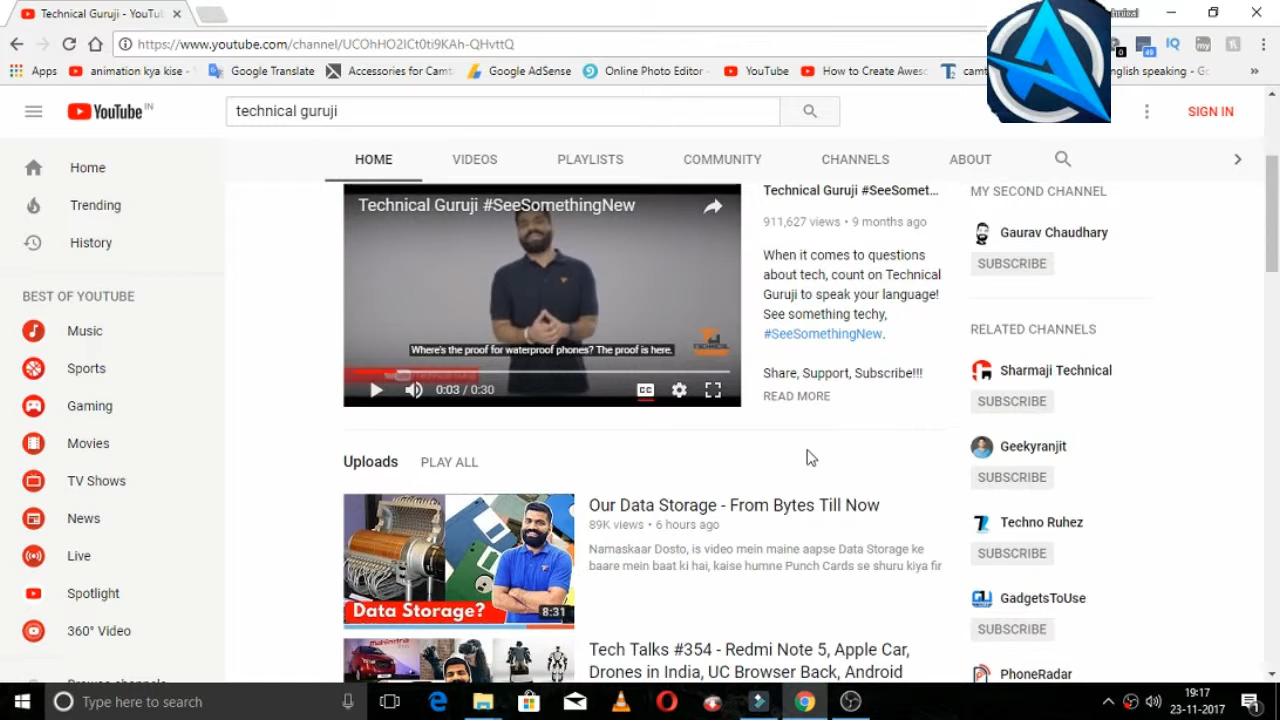 Technical Guruji - YouTu
https://www.youtube.com/channel/UCOhHO2ICt0ti9KAh-QHvttQ
Apps
animation kya kise -
Google Translate
Accessories for Camt
Google AdSense
Online Photo Editor -
YouTube
How to Create Awesc
camt
nglish speaking - Go
YouTube IN
technical guruji
SIGN IN
HOME
VIDEOS
PLAYLISTS
COMMUNITY
CHANNELS
ABOUT
Home
Trending
History
BEST OF YOUTUBE
Music
Sports
Gaming
Movies
TV Shows
News
Live
Spotlight
360° Video
Technical Guruji #SeeSomethingNew
Where's the proof for waterproof phones? The proof is here.
0:03 / 0:30
CC
Technical Guruji #SeeSomet...
911,627 views • 9 months ago
When it comes to questions
about tech, count on Technical
Guruji to speak your language!
See something techy,
#SeeSomethingNew.
Share, Support, Subscribe!!!
READ MORE
Uploads
PLAY ALL
Data Storage?
8:31
Our Data Storage - From Bytes Till Now
89K views • 6 hours ago
Namaskaar Dosto, is video mein maine aapse Data Storage ke
baare mein baat ki hai, kaise humne Punch Cards se shuru kiya fir
Tech Talks #354 - Redmi Note 5, Apple Car,
Drones in India, UC Browser Back, Android
MY SECOND CHANNEL
Gaurav Chaudhary
SUBSCRIBE
RELATED CHANNELS
Sharmaji Technical
SUBSCRIBE
Geekyranjit
SUBSCRIBE
Techno Ruhez
SUBSCRIBE
GadgetsToUse
SUBSCRIBE
PhoneRadar
Type here to search
19:17
23-11-2017